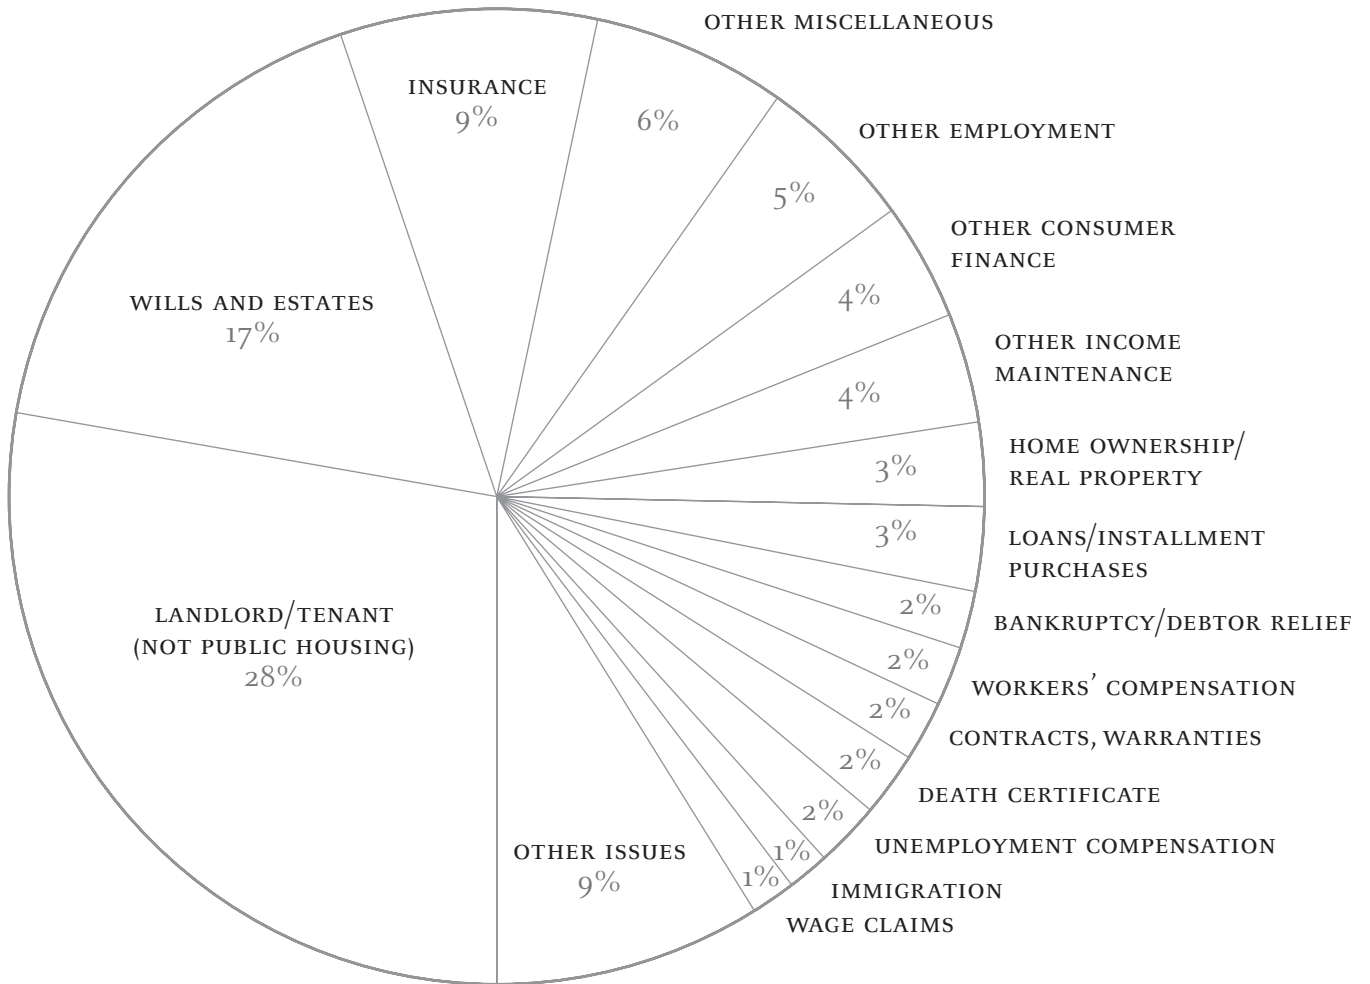 OTHER MISCELLANEOUS
INSURANCE
9%
6%
OTHER EMPLOYMENT
5%
OTHER CONSUMER
FINANCE
4%
WILLS AND ESTATES
17%
OTHER INCOME
MAINTENANCE
4%
HOME OWNERSHIP/
REAL PROPERTY
3%
LOANS/INSTALLMENT
PURCHASES
3%
LANDLORD/TENANT
(NOT PUBLIC HOUSING)
28%
2%
BANKRUPTCY/DEBTOR RELIEF
2%
WORKERS’ COMPENSATION
2%
CONTRACTS, WARRANTIES
2%
DEATH CERTIFICATE
2%
UNEMPLOYMENT COMPENSATION
1%
IMMIGRATION
1%
WAGE CLAIMS
OTHER ISSUES
9%